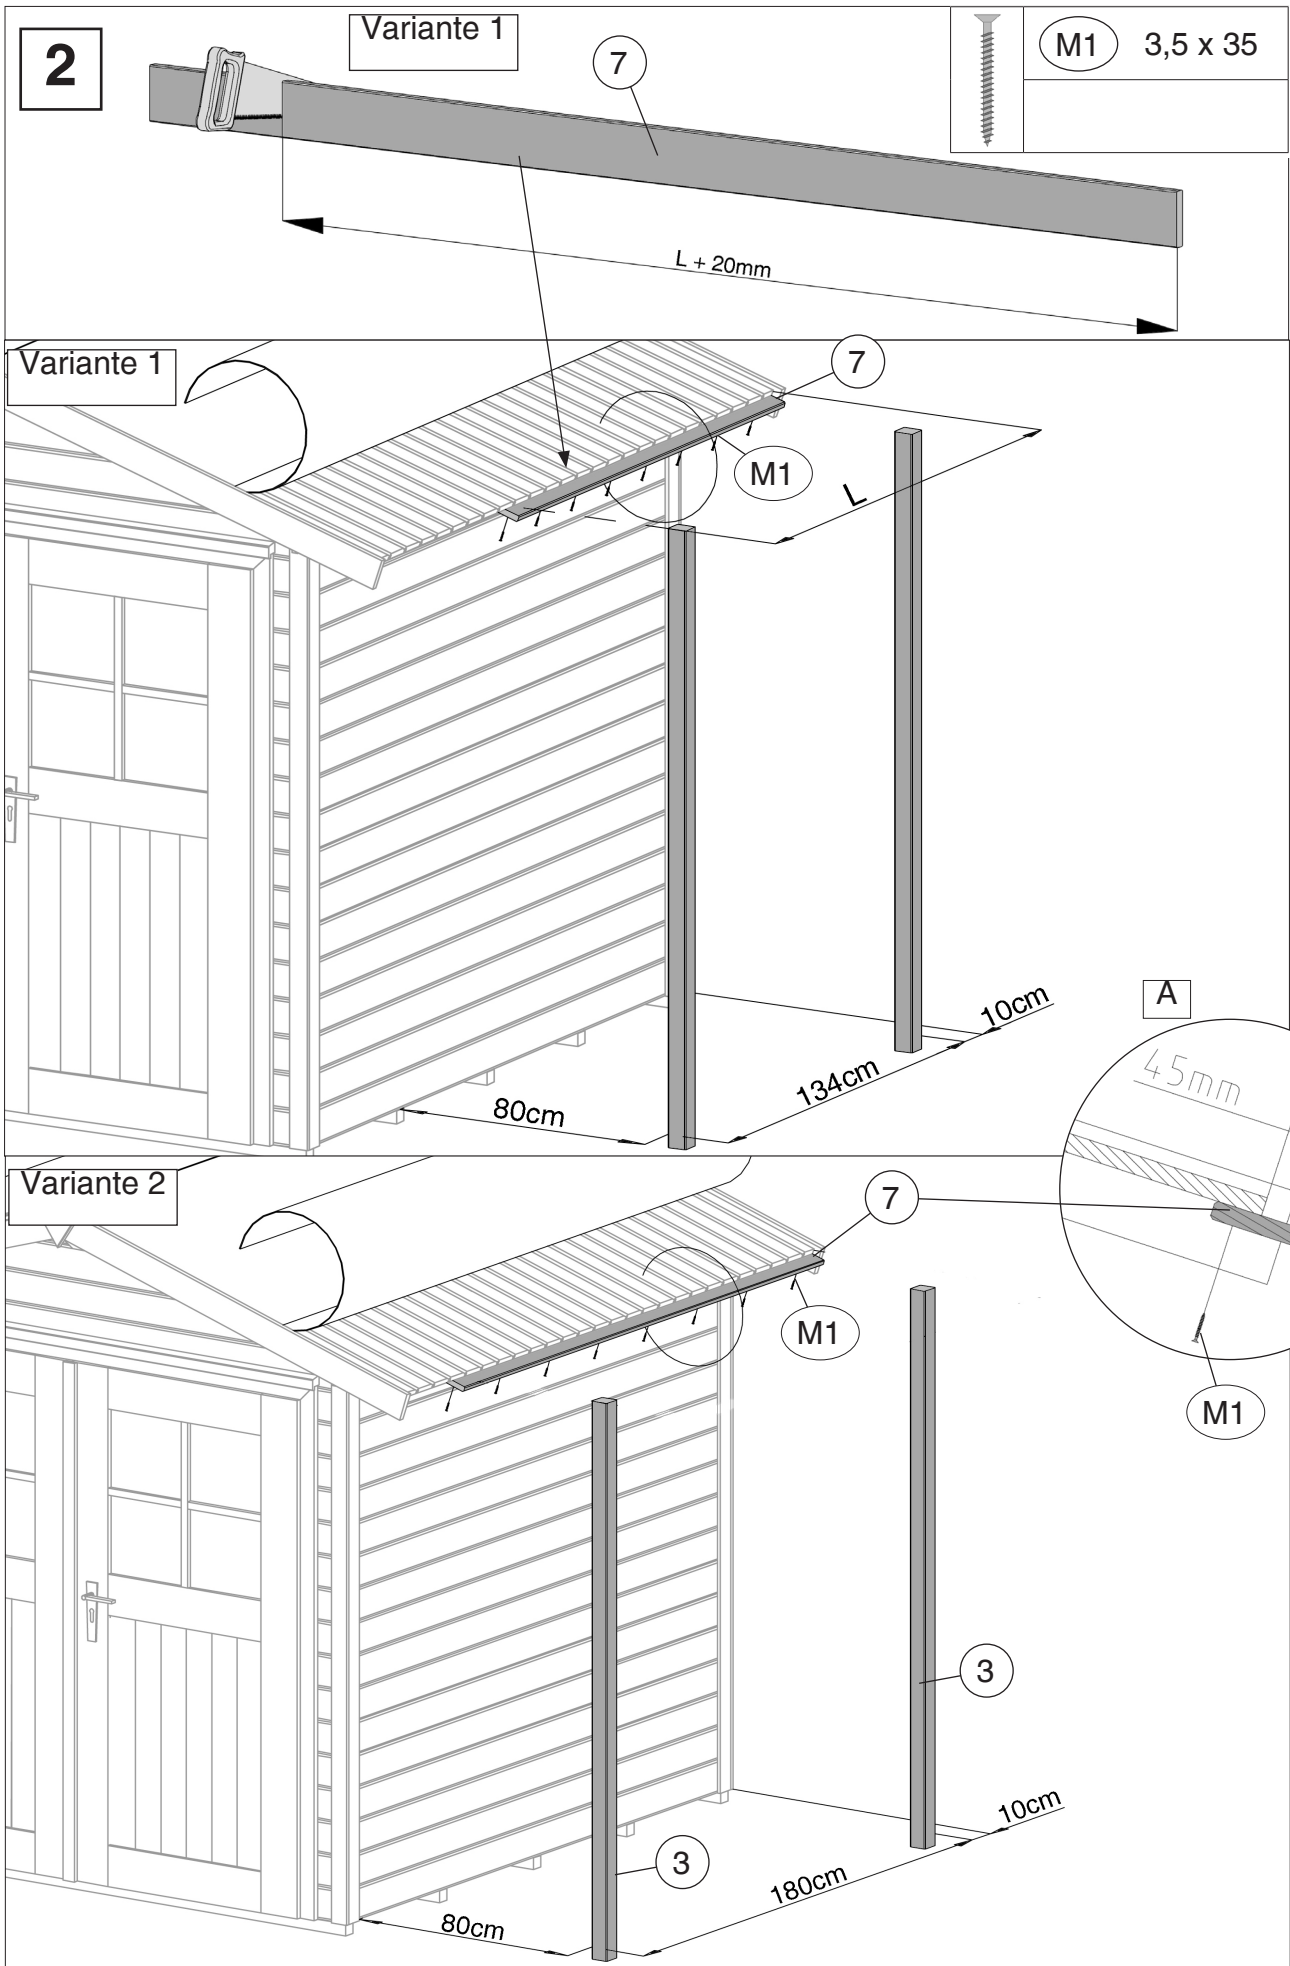 2
Variante 1
7
M1 3,5 x 35
L + 20mm
Variante 1
7
M1
L
10cm
134cm
80cm
A
45mm
Variante 2
7
M1
M1
3
3
10cm
180cm
80cm